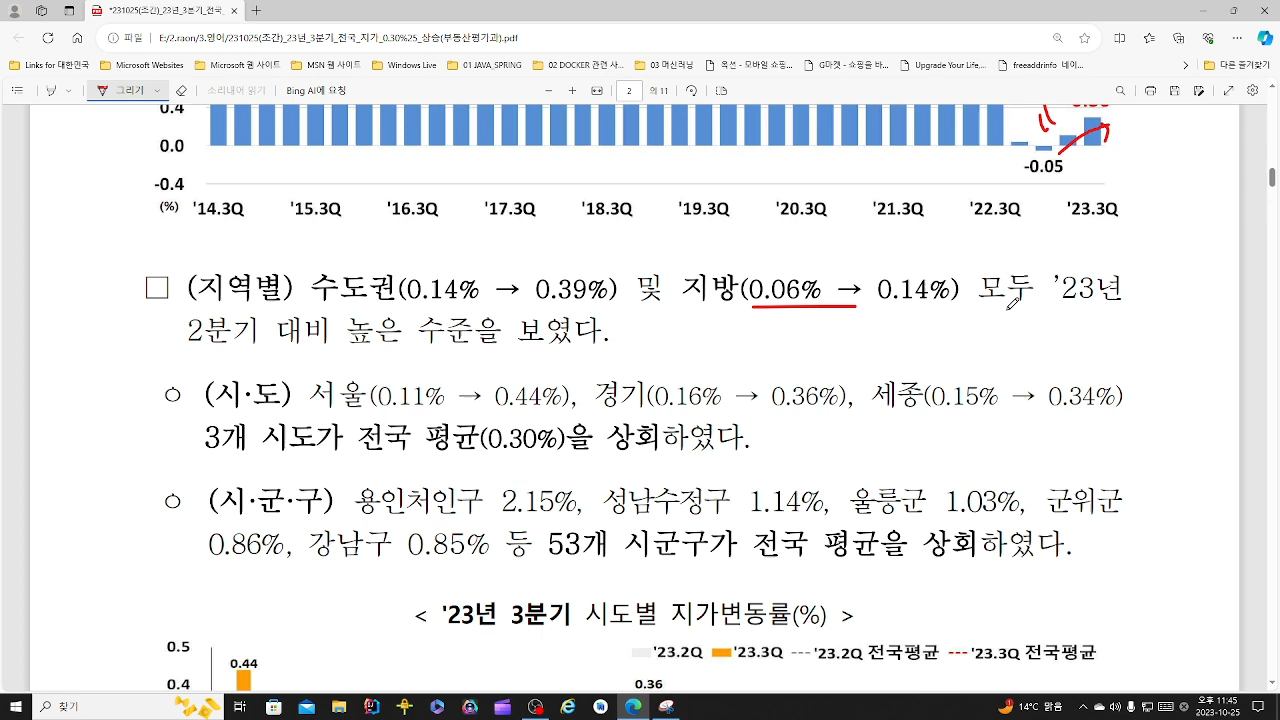 *231025(조간)_23년_3분기_전국_
파일 E:/2.raon/3.영어/231025(조간)_23년_3분기_전국_지가_0.30%25_상승(부동산평가과).pdf
Links for 대한민국 Microsoft Websites Microsoft 웹 사이트 MSN 웹 사이트 Windows Live 01 JAVA_SPRING 02 DOCKER 관련 사... 03 머신러닝 옥션 - 모바일 쇼핑... G마켓 - 쇼핑을 바... Upgrade Your Life,... freeaddrinfo 네이... 다른 즐겨찾기
그리기 소리내어 읽기 Bing AI에 요청 2 의 11
0.4
0.0
-0.05
-0.4
(%) '14.3Q '15.3Q '16.3Q '17.3Q '18.3Q '19.3Q '20.3Q '21.3Q '22.3Q '23.3Q
□ (지역별) 수도권(0.14% → 0.39%) 및 지방(0.06% → 0.14%) 모두 ’23년
2분기 대비 높은 수준을 보였다.
ㅇ (시·도) 서울(0.11% → 0.44%), 경기(0.16% → 0.36%), 세종(0.15% → 0.34%)
3개 시도가 전국 평균(0.30%)을 상회하였다.
ㅇ (시·군·구) 용인처인구 2.15%, 성남수정구 1.14%, 울릉군 1.03%, 군위군
0.86%, 강남구 0.85% 등 53개 시군구가 전국 평균을 상회하였다.
< '23년 3분기 시도별 지가변동률(%) >
0.5 '23.2Q '23.3Q '23.2Q 전국평균 '23.3Q 전국평균
0.44
0.4 0.36
찾기 14°C 맑음 오후 11:45
2023-10-25